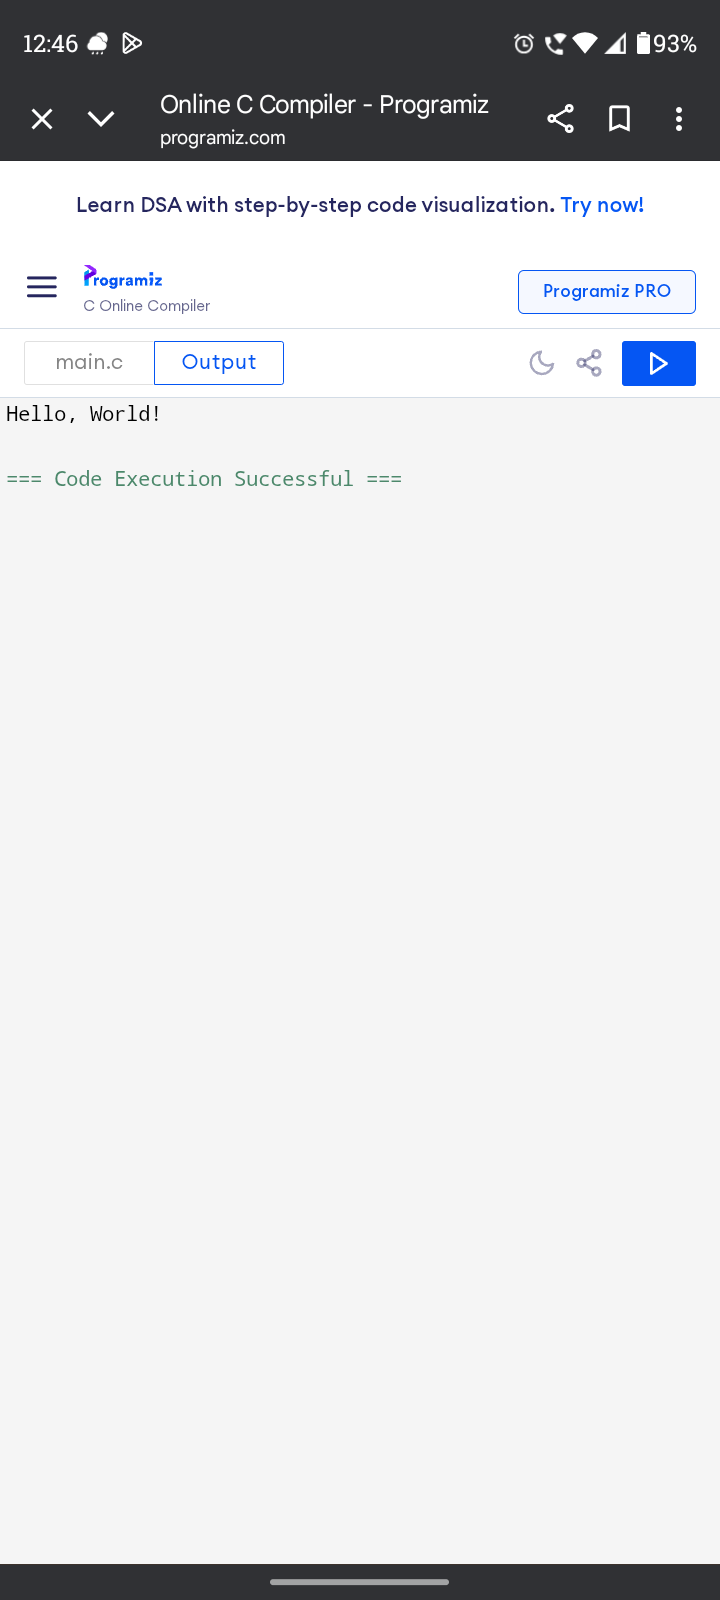 12:46 93%
Online C Compiler - Programiz
programiz.com
Learn DSA with step-by-step code visualization. Try now!
Programiz
C Online Compiler
Programiz PRO
main.c Output
Hello, World!
=== Code Execution Successful ===